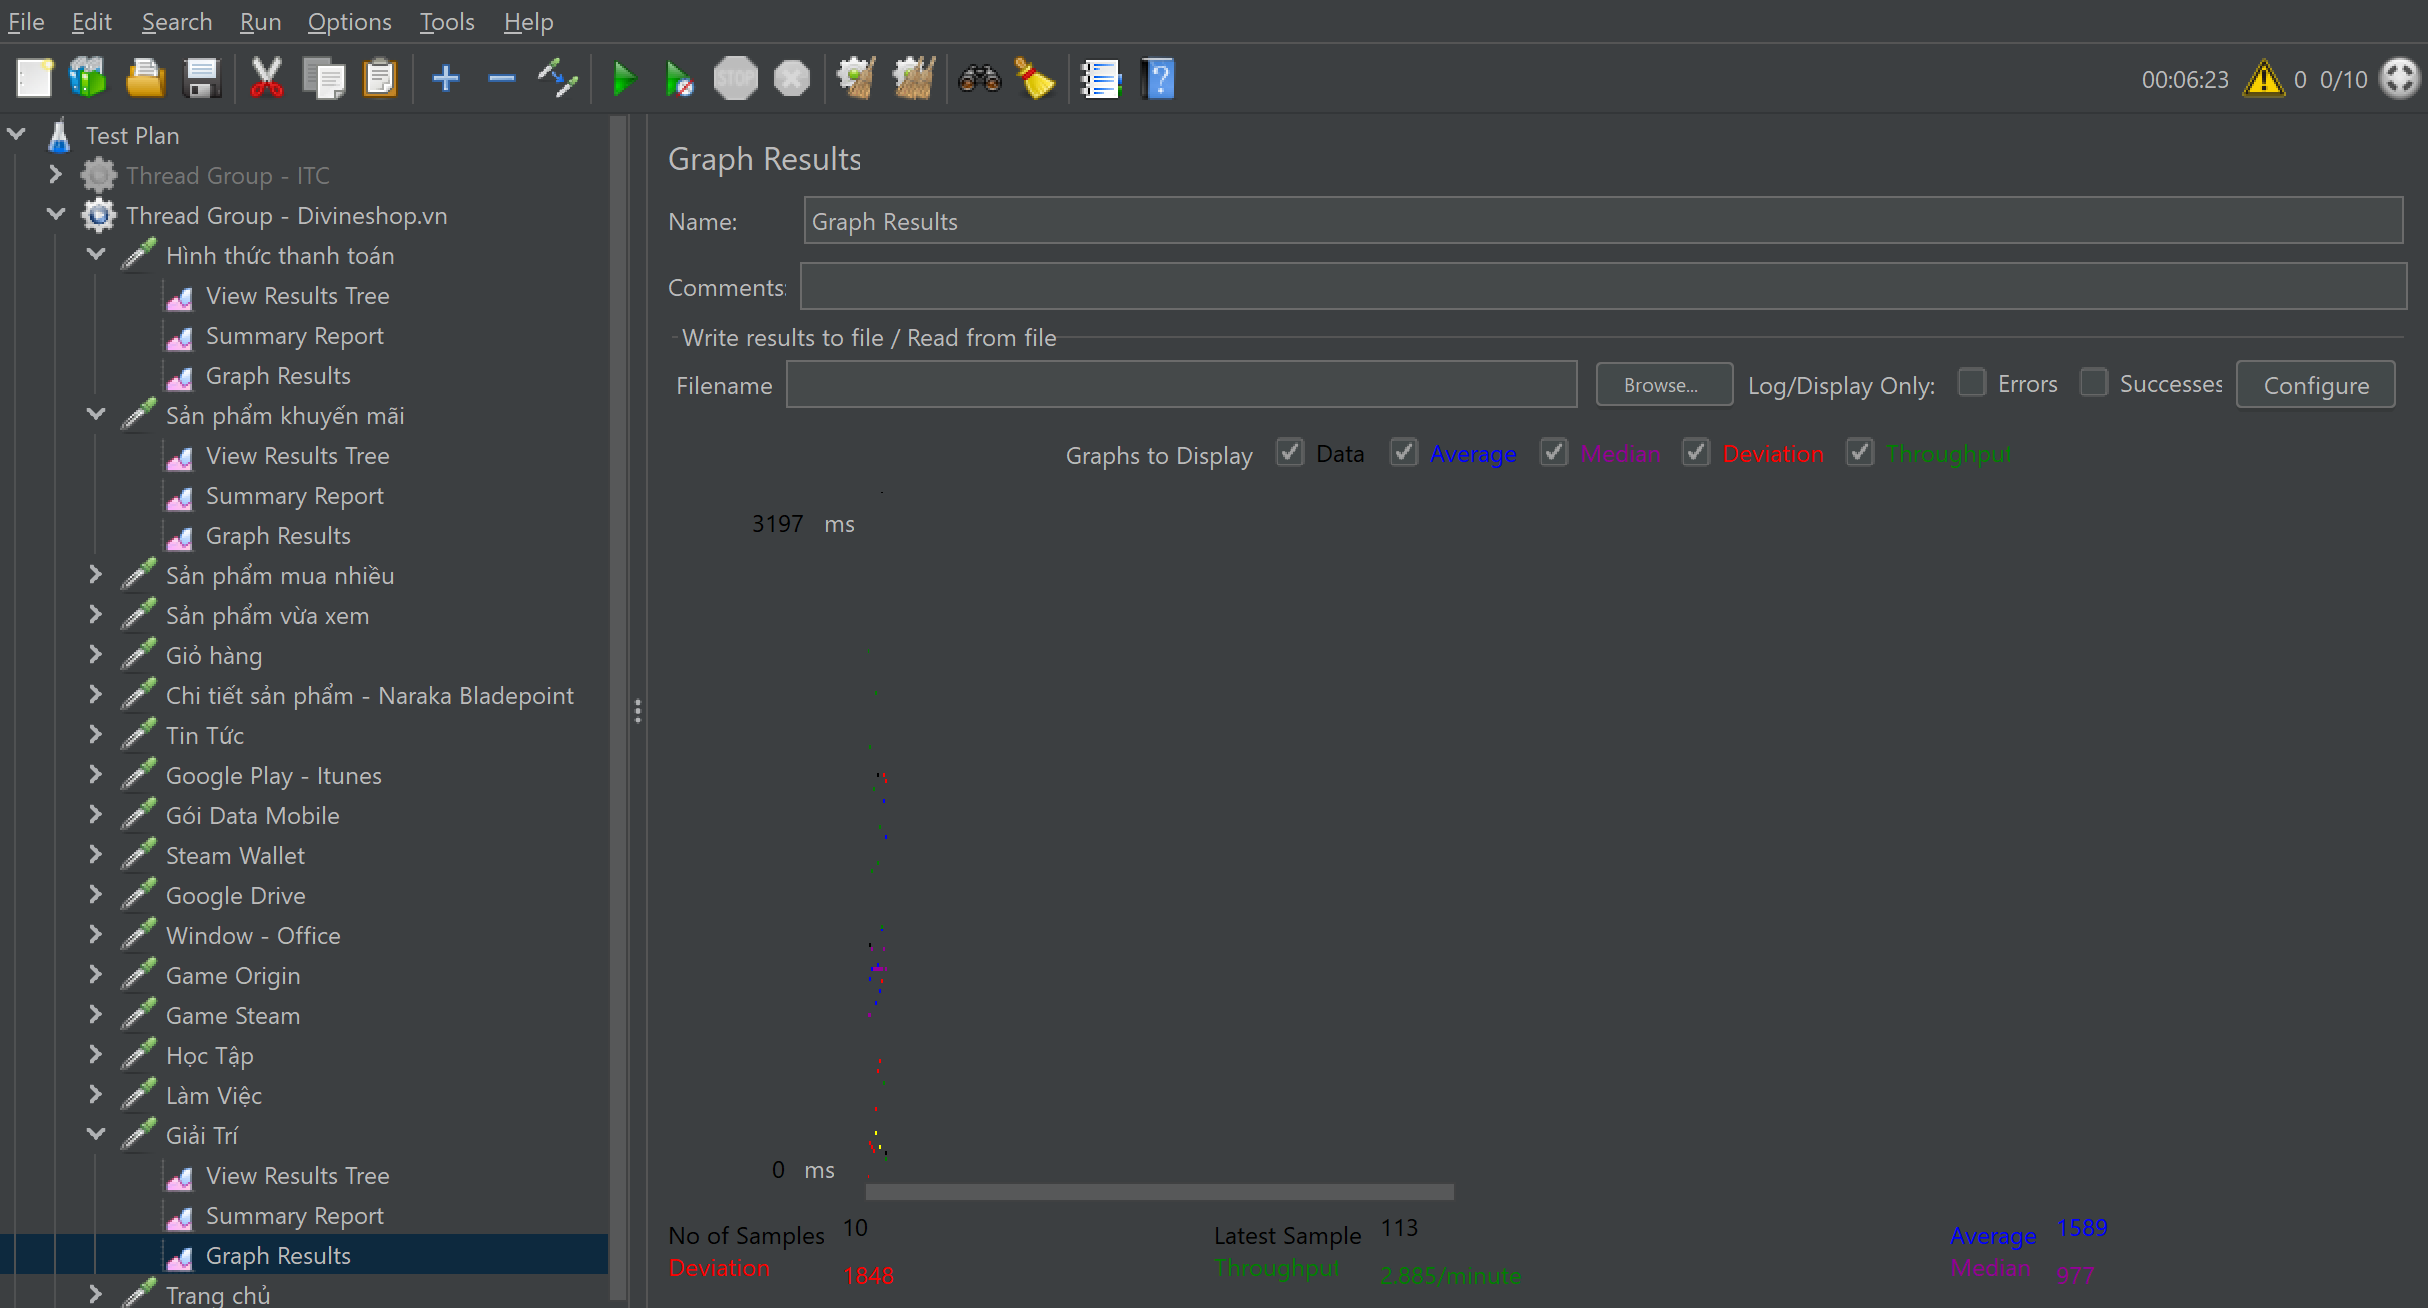 File Edit Search Run Options Tools Help
STOP
00:06:23 0 0/10
Test Plan
Thread Group - ITC
Thread Group - Divineshop.vn
Hình thức thanh toán
View Results Tree
Summary Report
Graph Results
Sản phẩm khuyến mãi
View Results Tree
Summary Report
Graph Results
Sản phẩm mua nhiều
Sản phẩm vừa xem
Giỏ hàng
Chi tiết sản phẩm - Naraka Bladepoint
Tin Tức
Google Play - Itunes
Gói Data Mobile
Steam Wallet
Google Drive
Window - Office
Game Origin
Game Steam
Học Tập
Làm Việc
Giải Trí
View Results Tree
Summary Report
Graph Results
Trang chủ
Graph Results
Name: Graph Results
Comments:
Write results to file / Read from file
Filename Browse... Log/Display Only: Errors Successes Configure
Graphs to Display Data Average Median Deviation Throughput
3197 ms
0 ms
No of Samples 10 Latest Sample 113 Average 1589
Deviation 1848 Throughput 2.885/minute Median 977